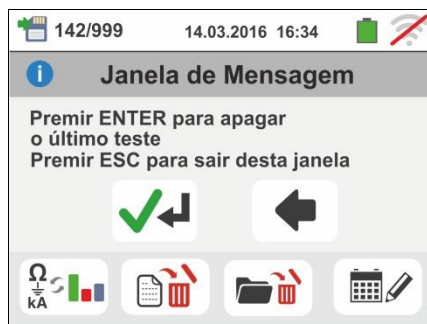 142/999 14.03.2016 16:34
Janela de Mensagem
Premir ENTER para apagar
o último teste
Premir ESC para sair desta janela
Ω
kA